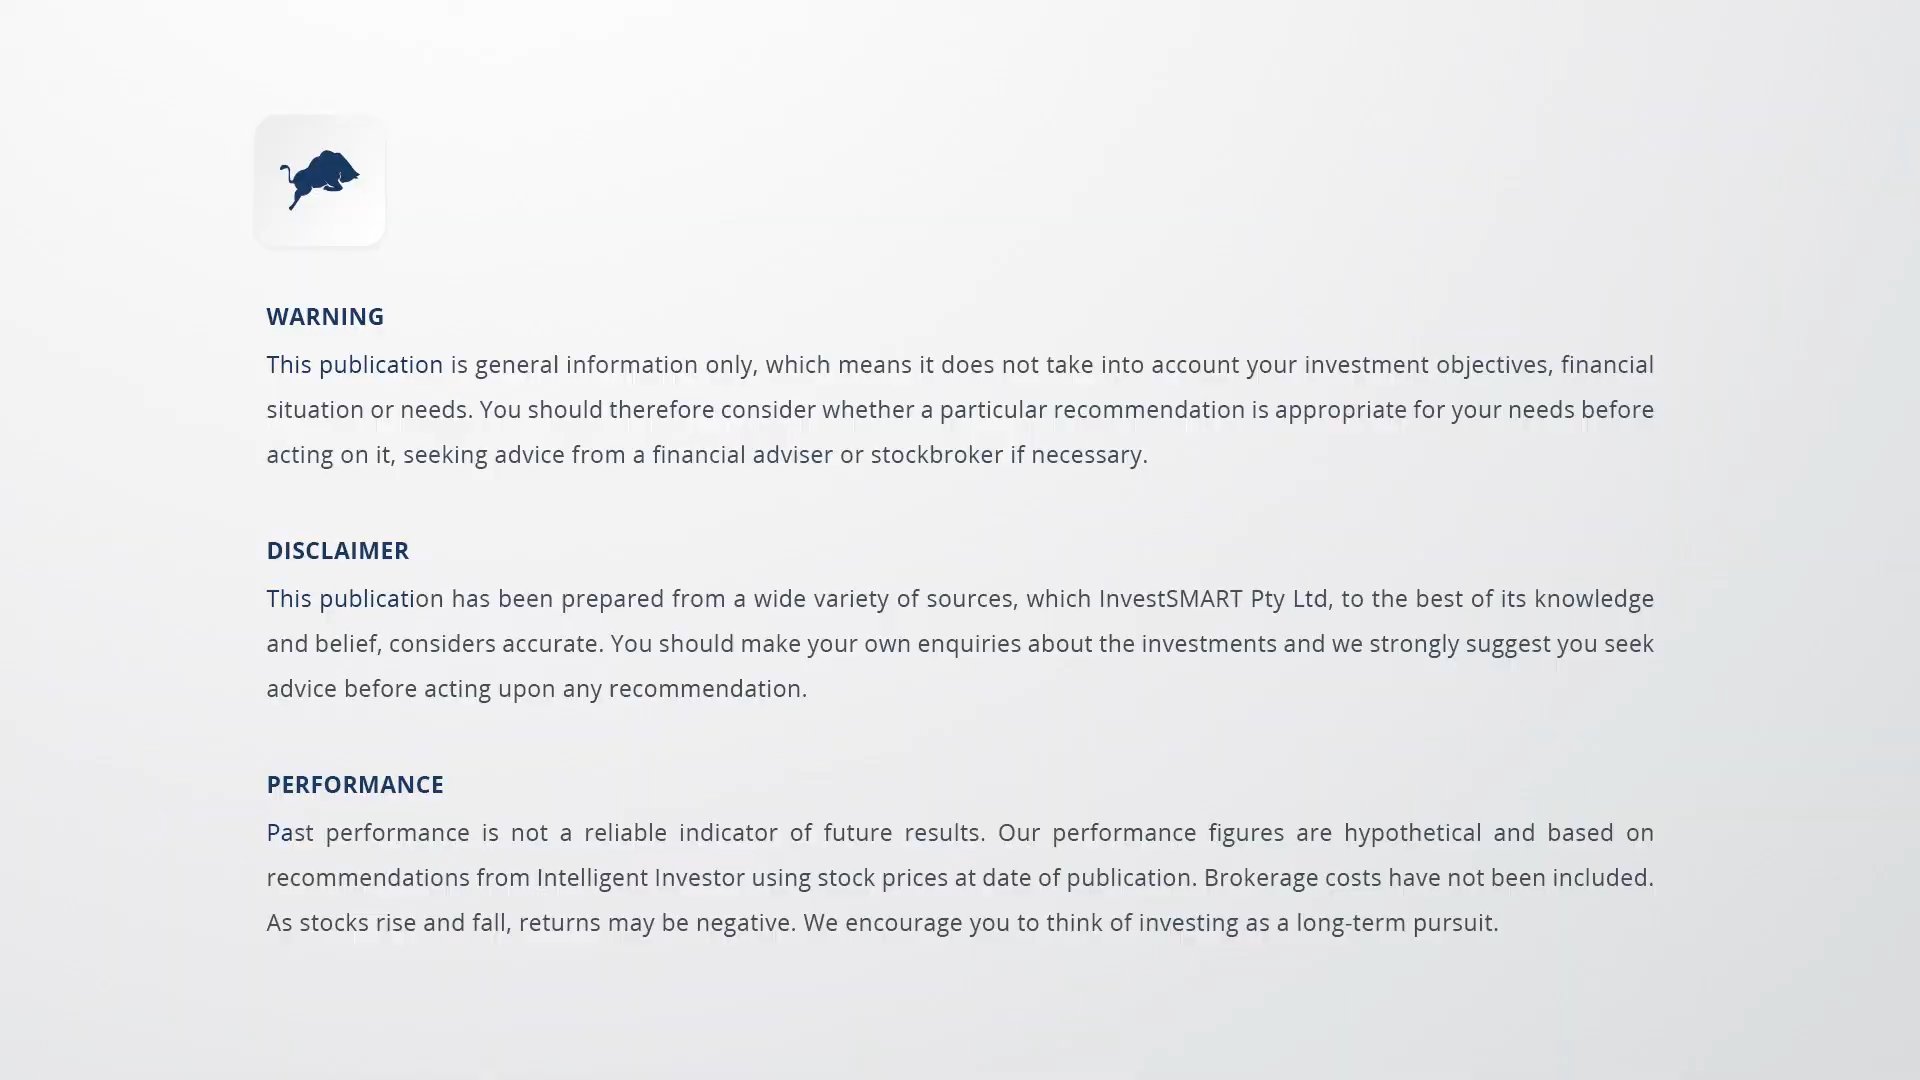 WARNING
This publication is general information only, which means it does not take into account your investment objectives, financial
situation or needs. You should therefore consider whether a particular recommendation is appropriate for your needs before
acting on it, seeking advice from a financial adviser or stockbroker if necessary.
DISCLAIMER
This publication has been prepared from a wide variety of sources, which InvestSMART Pty Ltd, to the best of its knowledge
and belief, considers accurate. You should make your own enquiries about the investments and we strongly suggest you seek
advice before acting upon any recommendation.
PERFORMANCE
Past performance is not a reliable indicator of future results. Our performance figures are hypothetical and based on
recommendations from Intelligent Investor using stock prices at date of publication. Brokerage costs have not been included.
As stocks rise and fall, returns may be negative. We encourage you to think of investing as a long-term pursuit.